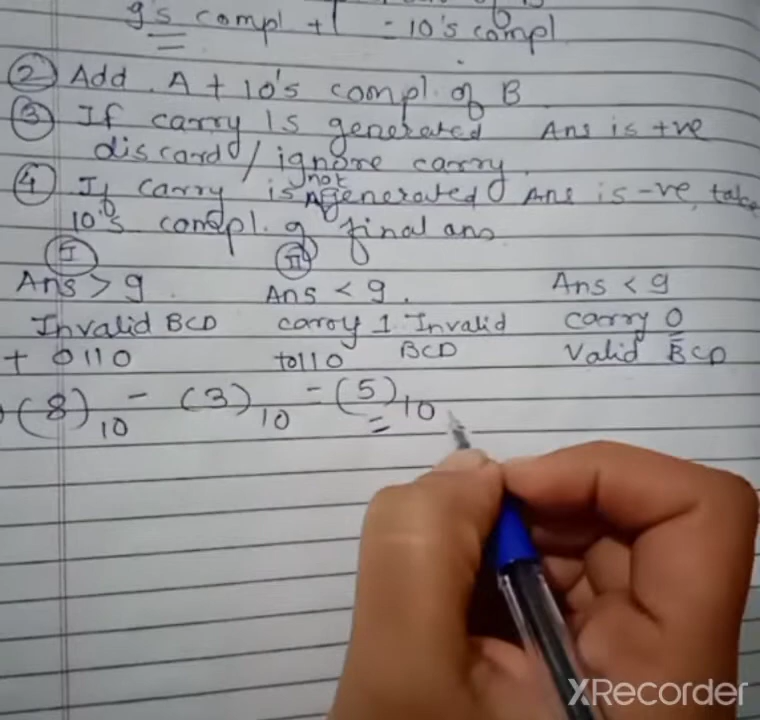 9's compl + 1 = 10's compl
② Add A + 10's compl. of B
③ If carry is generated Ans is +ve
discard / ignore carry.
④ If carry is not generated Ans is -ve, take
10's compl. of final ans
Ⓘ Ⓘⓘ
Ans > 9 Ans < 9. Ans < 9
Invalid BCD carry 1 Invalid carry 0
+ 0110 +0110 BCD Valid BCD
(8)10 - (3)10 = (5)10
XRecorder